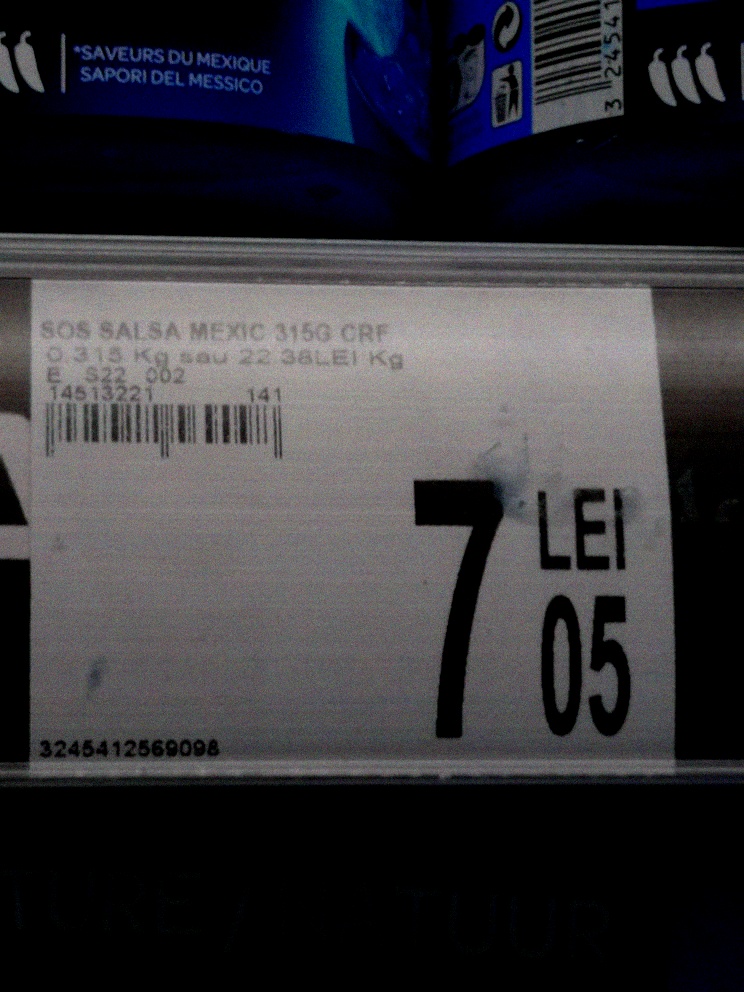 *SAVEURS DU MEXIQUE
SAPORI DEL MESSICO
3 24541
SOS SALSA MEXIC 315G CRF
0.315 Kg sau 22 38LEI Kg
E S22 002
14513221 141
7 LEI
05
3245412569098